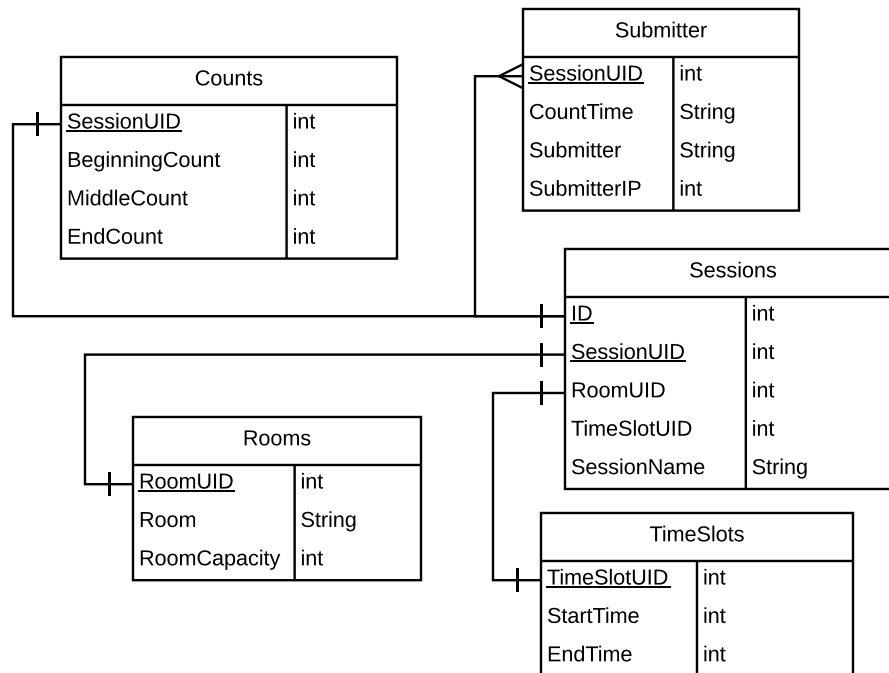 Counts
SessionUID int
BeginningCount int
MiddleCount int
EndCount int
Submitter
SessionUID int
CountTime String
Submitter String
SubmitterIP int
Sessions
ID int
SessionUID int
RoomUID int
TimeSlotUID int
SessionName String
Rooms
RoomUID int
Room String
RoomCapacity int
TimeSlots
TimeSlotUID int
StartTime int
EndTime int